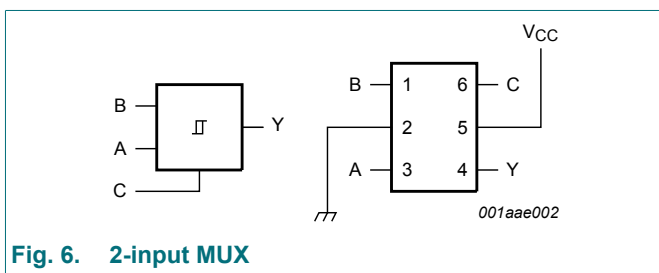 VCC
B
A
C
Y
B 1 6 C
2 5
A 3 4 Y
001aae002
Fig. 6. 2-input MUX